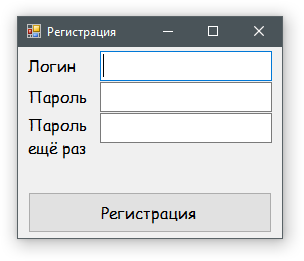 Регистрация
Логин
Пароль
Пароль
ещё раз
Регистрация